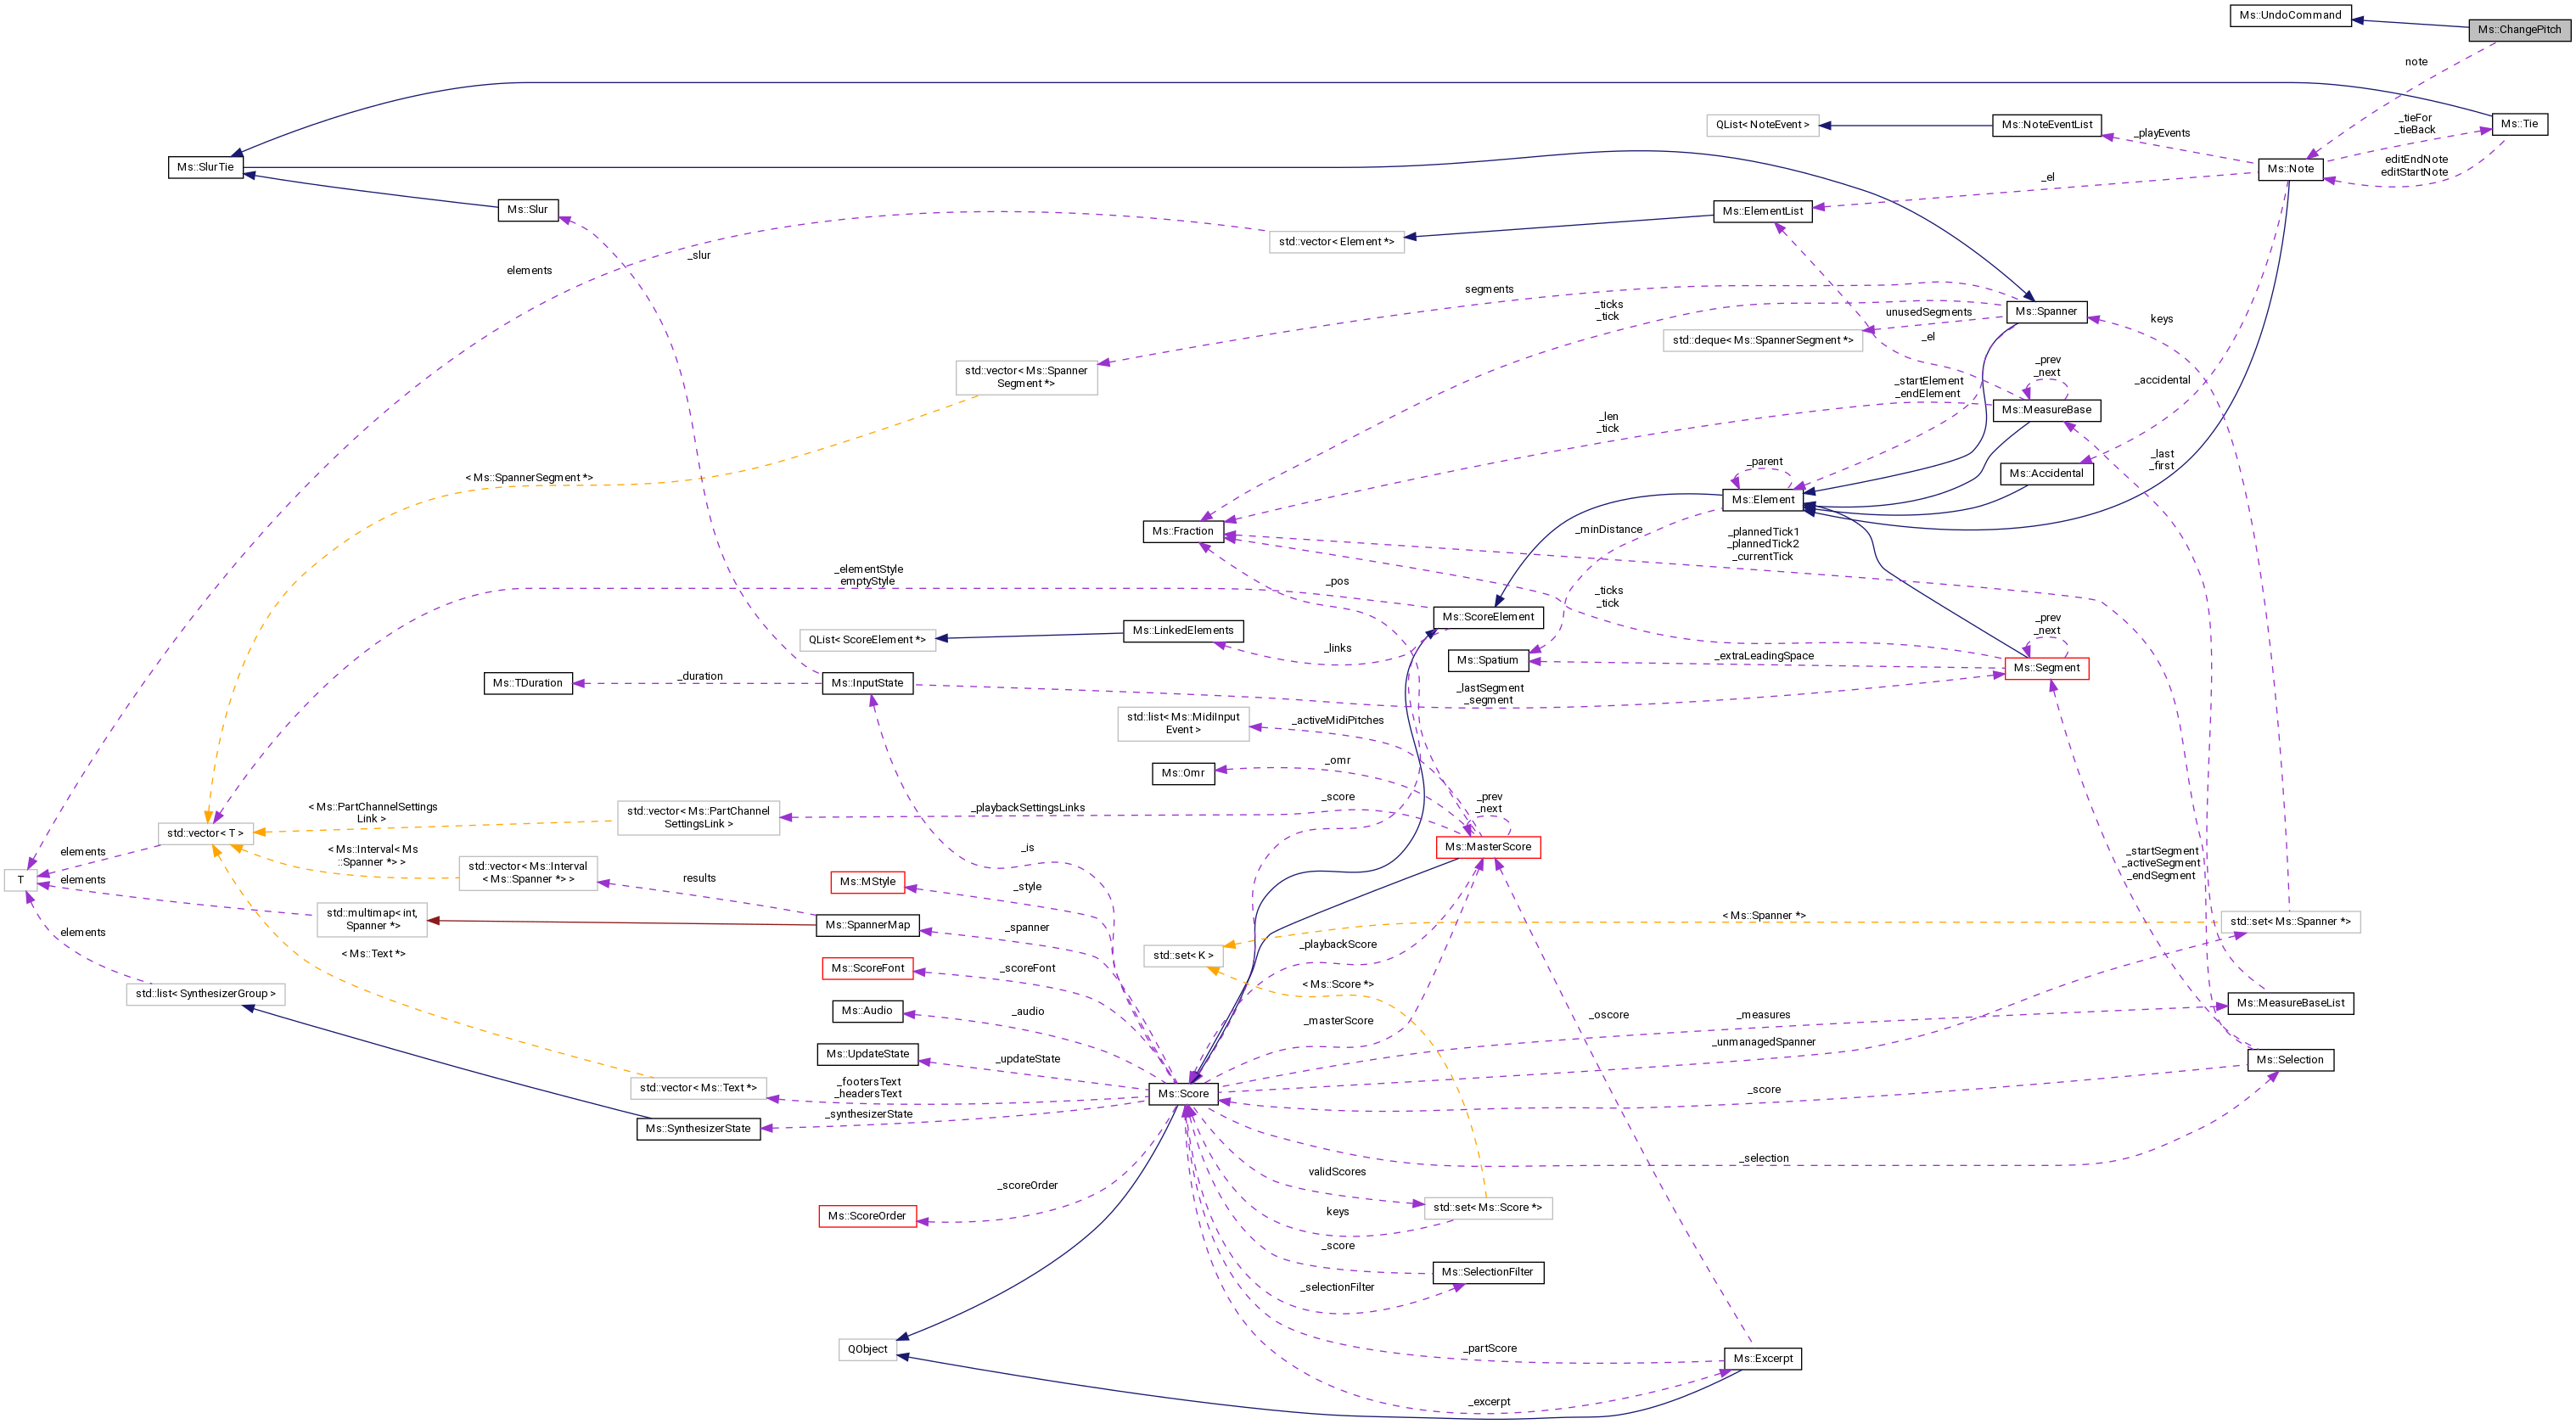 Ms::UndoCommand
Ms::ChangePitch
note
Ms::Tie
QList< NoteEvent >
Ms::NoteEventList
_playEvents
_tieFor
_tieBack
editEndNote
editStartNote
Ms::SlurTie
Ms::Note
_el
Ms::Slur
Ms::ElementList
std::vector< Element *>
_slur
elements
segments
_ticks
_tick
unusedSegments
Ms::Spanner
keys
std::deque< Ms::SpannerSegment *>
_el
std::vector< Ms::Spanner
Segment *>
_prev
_next
_startElement
_endElement
_accidental
Ms::MeasureBase
_len
_tick
_last
_first
_parent
Ms::Accidental
< Ms::SpannerSegment *>
Ms::Element
Ms::Fraction
_minDistance
_plannedTick1
_plannedTick2
_currentTick
_elementStyle
emptyStyle
_pos
_ticks
_tick
Ms::ScoreElement
_prev
_next
QList< ScoreElement *>
Ms::LinkedElements
_links
_extraLeadingSpace
Ms::Spatium
Ms::Segment
Ms::TDuration
_duration
Ms::InputState
_lastSegment
_segment
std::list< Ms::MidiInput
Event >
_activeMidiPitches
Ms::Omr
_omr
< Ms::PartChannelSettings
Link >
std::vector< Ms::PartChannel
SettingsLink >
_playbackSettingsLinks
_score
_prev
_next
std::vector< T >
elements
< Ms::Interval< Ms
::Spanner *> >
std::vector< Ms::Interval
< Ms::Spanner *> >
_is
Ms::MasterScore
_startSegment
_activeSegment
_endSegment
T
elements
results
Ms::MStyle
_style
std::multimap< int,
Spanner *>
Ms::SpannerMap
_spanner
< Ms::Spanner *>
std::set< Ms::Spanner *>
elements
< Ms::Text *>
_playbackScore
std::set< K >
Ms::ScoreFont
_scoreFont
< Ms::Score *>
std::list< SynthesizerGroup >
Ms::Audio
_audio
_masterScore
_oscore
_measures
Ms::MeasureBaseList
Ms::UpdateState
_updateState
_unmanagedSpanner
Ms::Selection
std::vector< Ms::Text *>
_footersText
_headersText
Ms::Score
_score
Ms::SynthesizerState
_synthesizerState
_selection
validScores
_scoreOrder
Ms::ScoreOrder
keys
std::set< Ms::Score *>
_score
Ms::SelectionFilter
_selectionFilter
QObject
_partScore
Ms::Excerpt
_excerpt